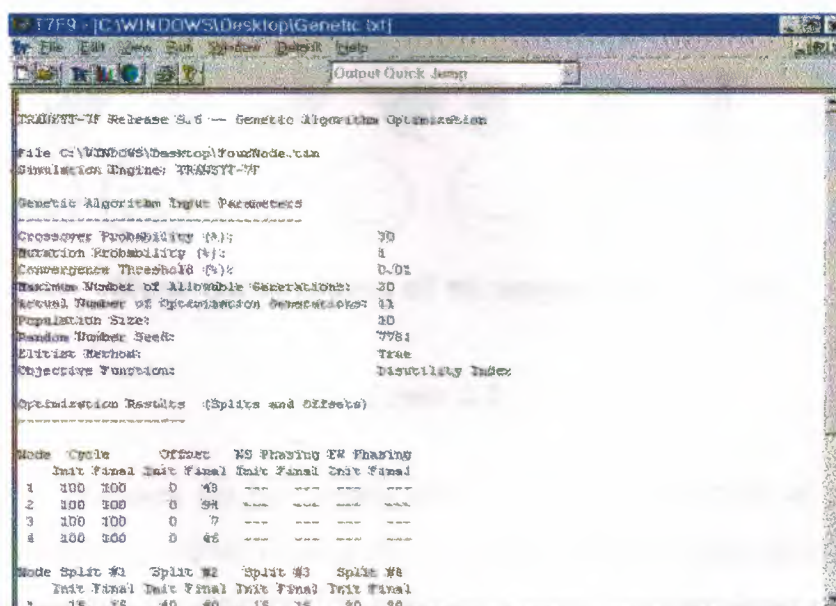 T7F9 - [C:\WINDOWS\Desktop\Genetic.txt]
File Edit View Run Window Default Help
Output Quick Jump
TRANSYT-7F Release 9.6 -- Genetic Algorithm Optimization
File C:\WINDOWS\Desktop\FourNode.tin
Simulation Engine: TRANSYT-7F
Genetic Algorithm Input Parameters
Crossover Probability (%): 30
Mutation Probability (%): 1
Convergence Threshold (%): 0.01
Maximum Number of Allowable Generations: 30
Actual Number of Optimization Generations: 11
Population Size: 10
Random Number Seed: 7781
Elitist Method: True
Objective Function: Disutility Index
Optimization Results (Splits and Offsets)
Node Cycle Offset NS Phasing EW Phasing
Init Final Init Final Init Final Init Final
1 100 100 0 --- --- --- ---
2 100 100 0 --- --- --- ---
3 100 100 0 7 --- --- --- ---
4 100 100 0 --- --- --- ---
Node Split #1 Split #2 Split #3 Split #4
Init Final Init Final Init Final Init Final